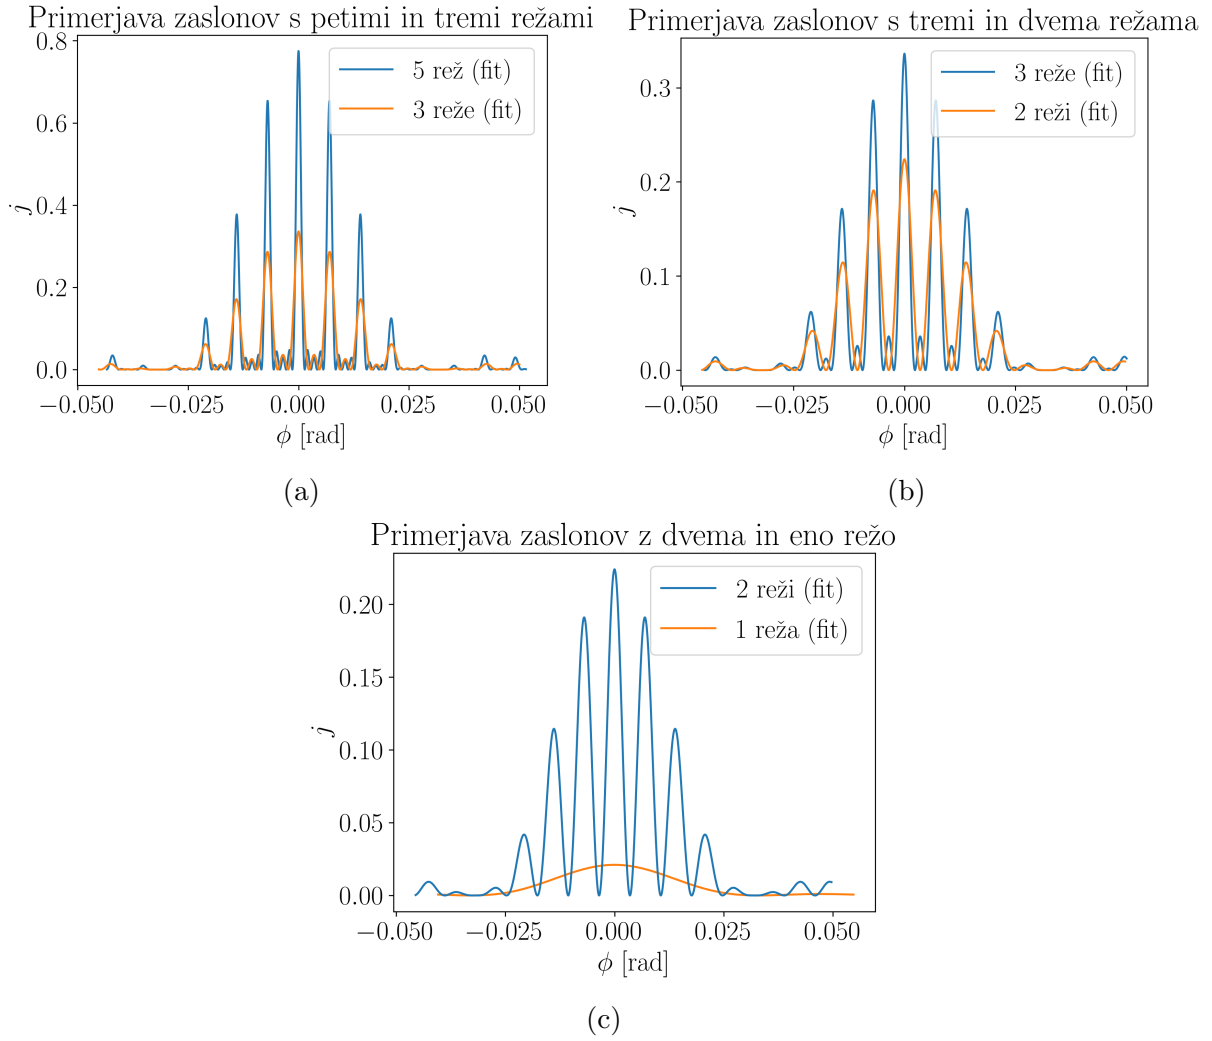 Primerjava zaslonov s petimi in tremi režami
0.8
0.6
0.4
0.2
0.0
j
5 rež (fit)
3 reže (fit)
−0.050 −0.025 0.000 0.025 0.050
ϕ [rad]
(a)
Primerjava zaslonov s tremi in dvema režama
0.3
0.2
0.1
0.0
j
3 reže (fit)
2 reži (fit)
−0.050 −0.025 0.000 0.025 0.050
ϕ [rad]
(b)
Primerjava zaslonov z dvema in eno režo
0.20
0.15
0.10
0.05
0.00
j
2 reži (fit)
1 reža (fit)
−0.050 −0.025 0.000 0.025 0.050
ϕ [rad]
(c)